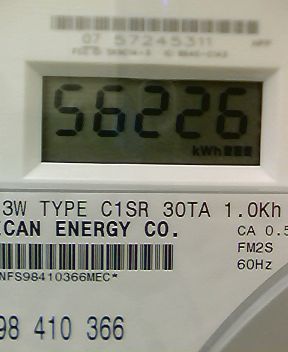 07 57245311
56226
kWh
3W TYPE C1SR 30TA 1.0Kh
ICAN ENERGY CO.
CA 0.5
FM2S
60Hz
NFS98410366MEC*
98 410 366